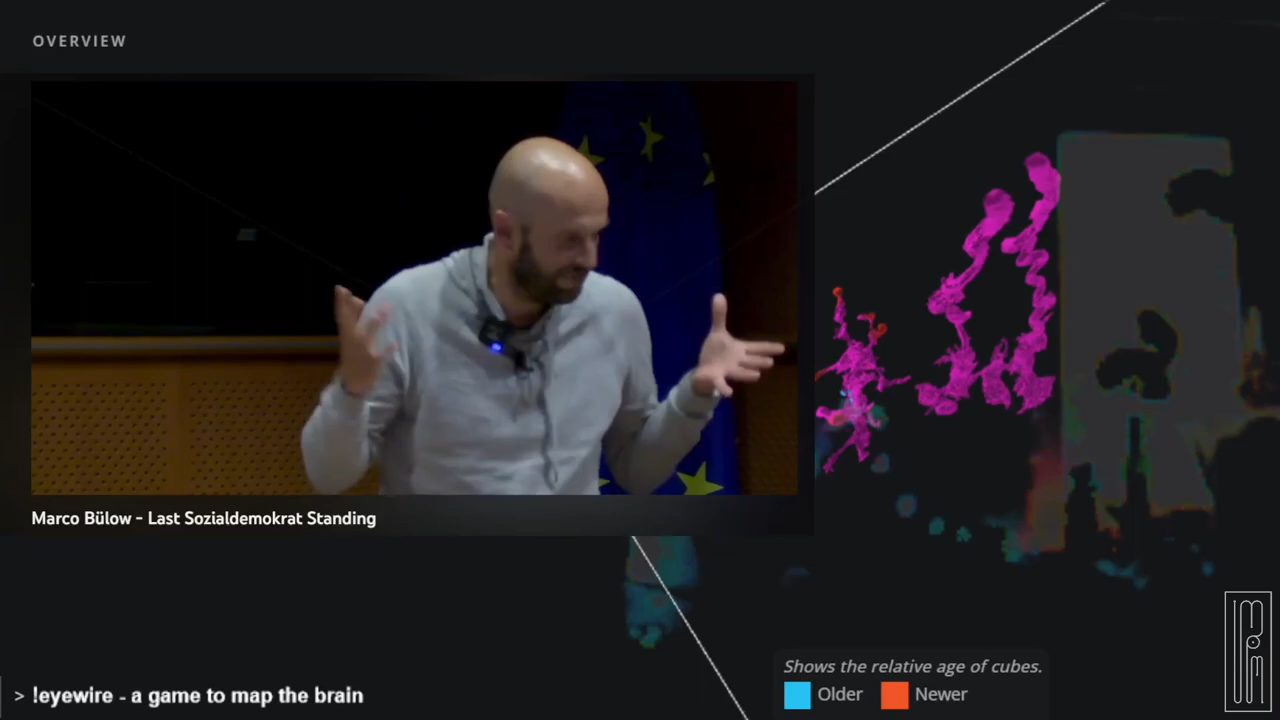 OVERVIEW
Marco Bülow - Last Sozialdemokrat Standing
Shows the relative age of cubes.
Older Newer
> !eyewire - a game to map the brain